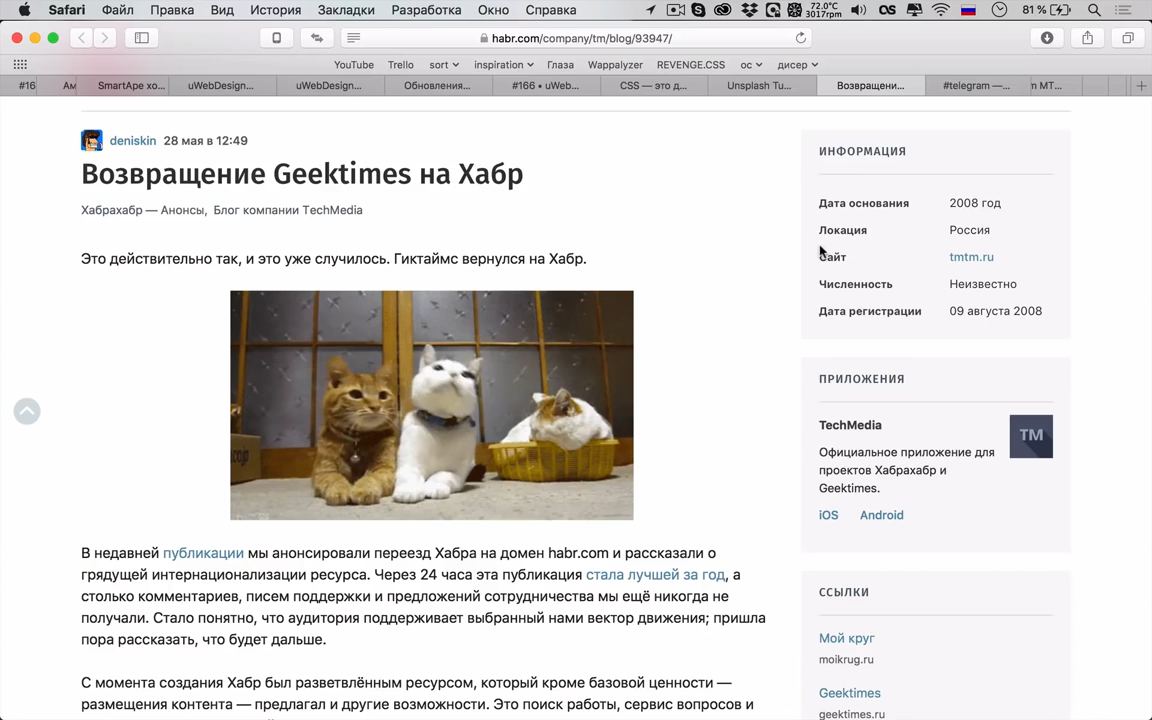 Safari Файл Правка Вид История Закладки Разработка Окно Справка 72.0°C 3017rpm 81 %
habr.com/company/tm/blog/93947/
YouTube Trello sort inspiration Глаза Wappalyzer REVENGE.CSS ос дисер
#16 Ам SmartApe хо... uWebDesign... uWebDesign... Обновления... #166 • uWeb... CSS — это д... Unsplash Tu... Возвращени... #telegram —... m MT...
deniskin 28 мая в 12:49
Возвращение Geektimes на Хабр
Хабрахабр — Анонсы, Блог компании TechMedia
Это действительно так, и это уже случилось. Гиктаймс вернулся на Хабр.
В недавней публикации мы анонсировали переезд Хабра на домен habr.com и рассказали о
грядущей интернационализации ресурса. Через 24 часа эта публикация стала лучшей за год, а
столько комментариев, писем поддержки и предложений сотрудничества мы ещё никогда не
получали. Стало понятно, что аудитория поддерживает выбранный нами вектор движения; пришла
пора рассказать, что будет дальше.
С момента создания Хабр был разветвлённым ресурсом, который кроме базовой ценности —
размещения контента — предлагал и другие возможности. Это поиск работы, сервис вопросов и
ИНФОРМАЦИЯ
Дата основания 2008 год
Локация Россия
Сайт tmtm.ru
Численность Неизвестно
Дата регистрации 09 августа 2008
ПРИЛОЖЕНИЯ
TechMedia
TM
Официальное приложение для
проектов Хабрахабр и
Geektimes.
iOS Android
ССЫЛКИ
Мой круг
moikrug.ru
Geektimes
geektimes.ru